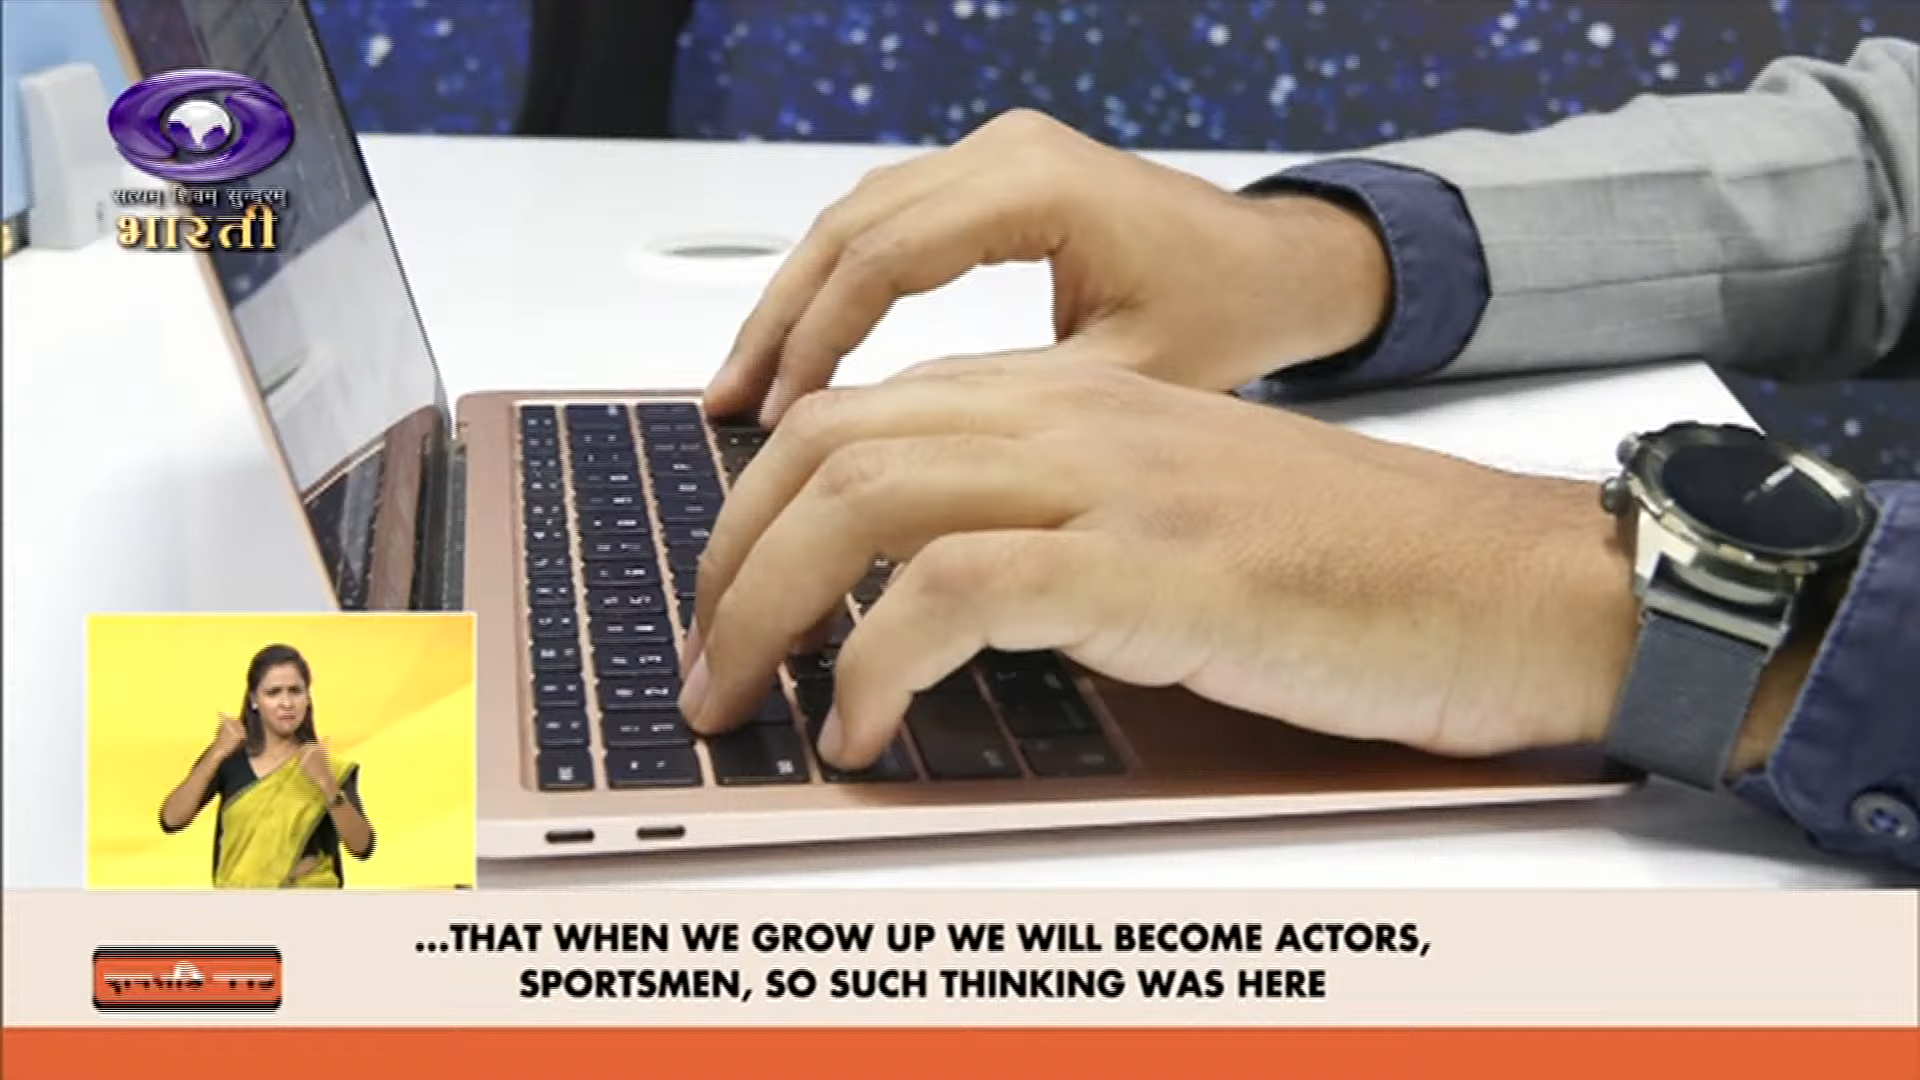 सत्यम् शिवम् सुन्दरम्
भारती
...THAT WHEN WE GROW UP WE WILL BECOME ACTORS,
SPORTSMEN, SO SUCH THINKING WAS HERE